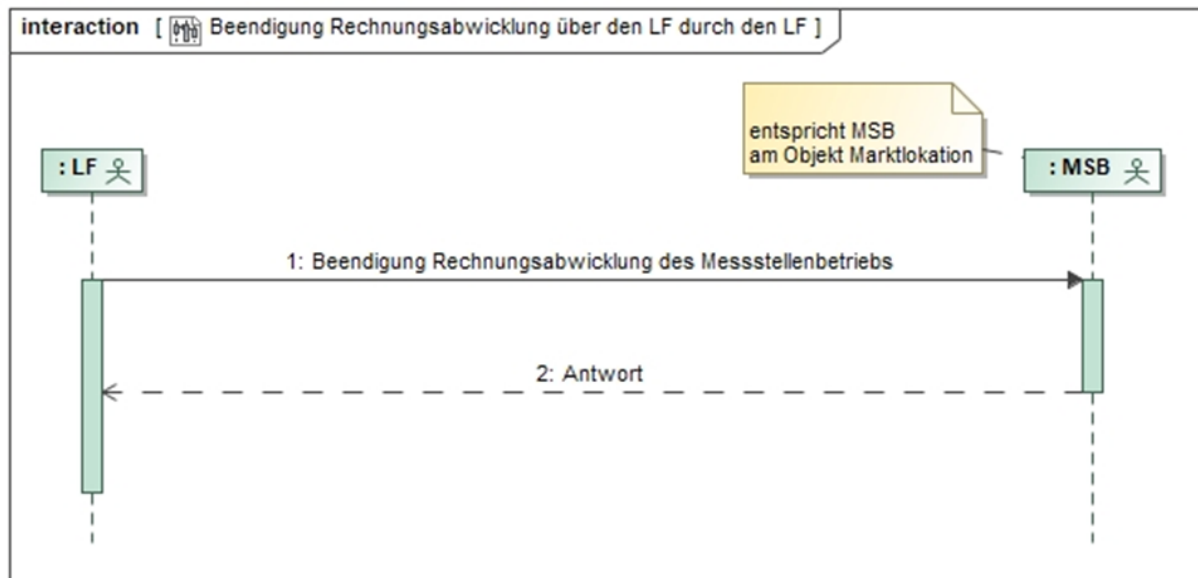 interaction [ Beendigung Rechnungsabwicklung über den LF durch den LF ]
entspricht MSB
am Objekt Marktlokation
: LF
: MSB
1: Beendigung Rechnungsabwicklung des Messstellenbetriebs
2: Antwort